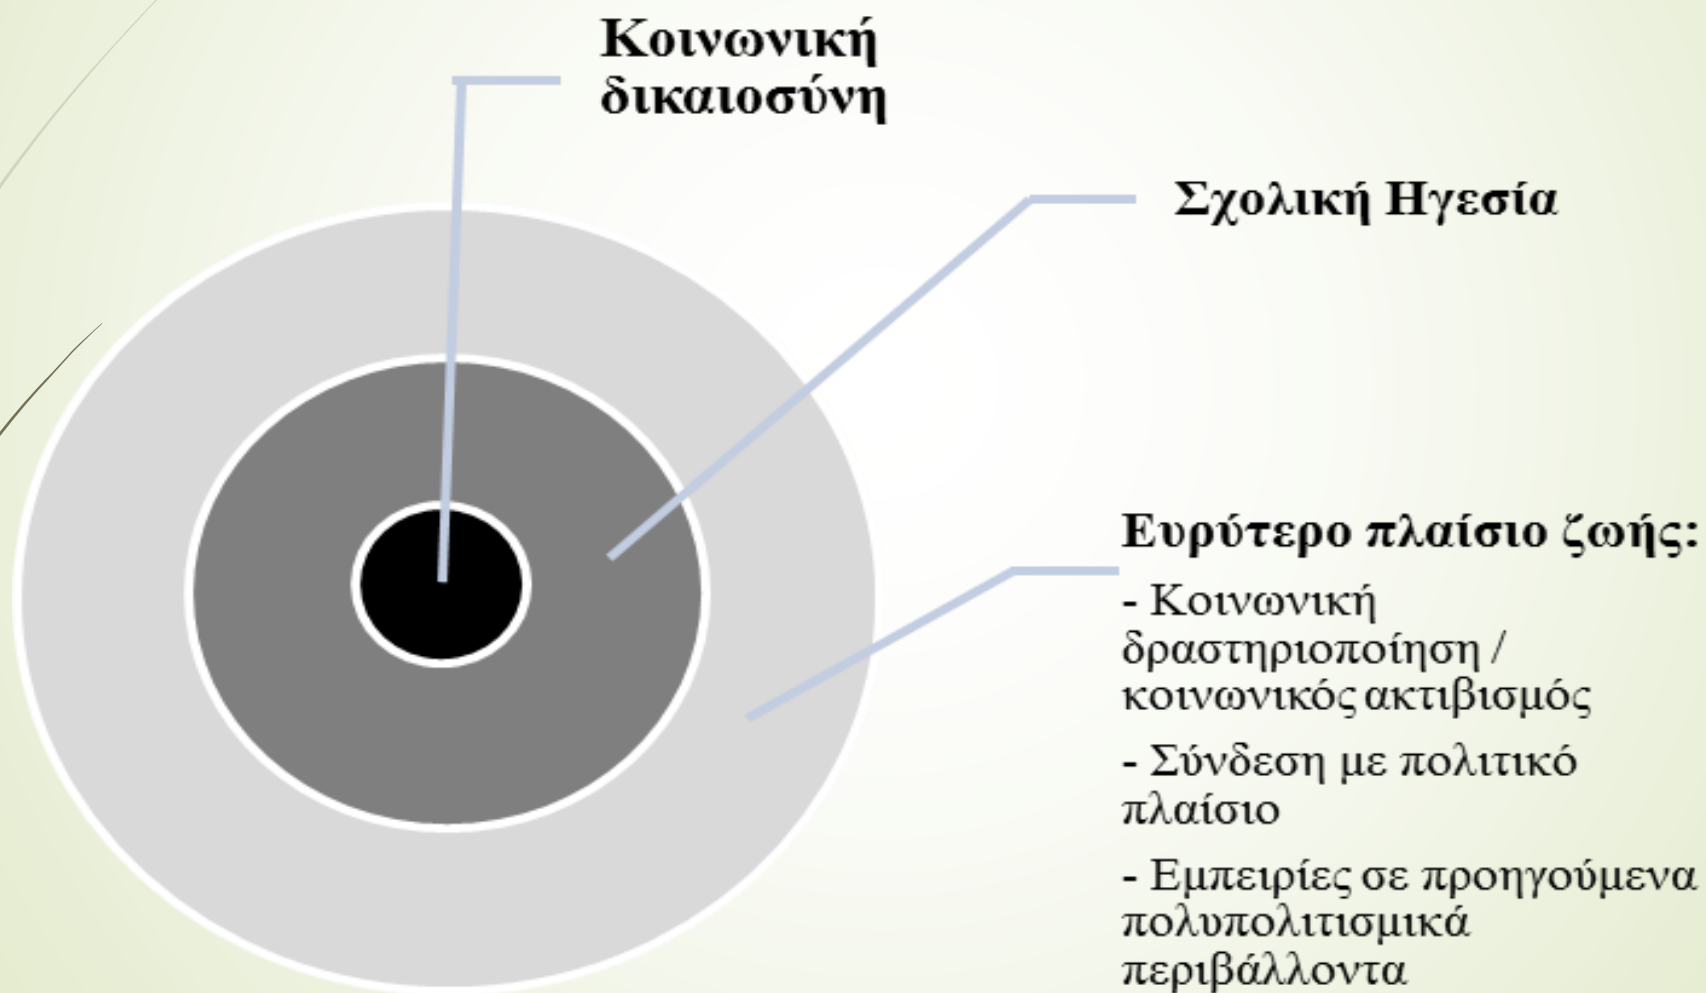 Κοινωνική
δικαιοσύνη
Σχολική Ηγεσία
Ευρύτερο πλαίσιο ζωής:
- Κοινωνική
δραστηριοποίηση /
κοινωνικός ακτιβισμός
- Σύνδεση με πολιτικό
πλαίσιο
- Εμπειρίες σε προηγούμενα
πολυπολιτισμικά
περιβάλλοντα